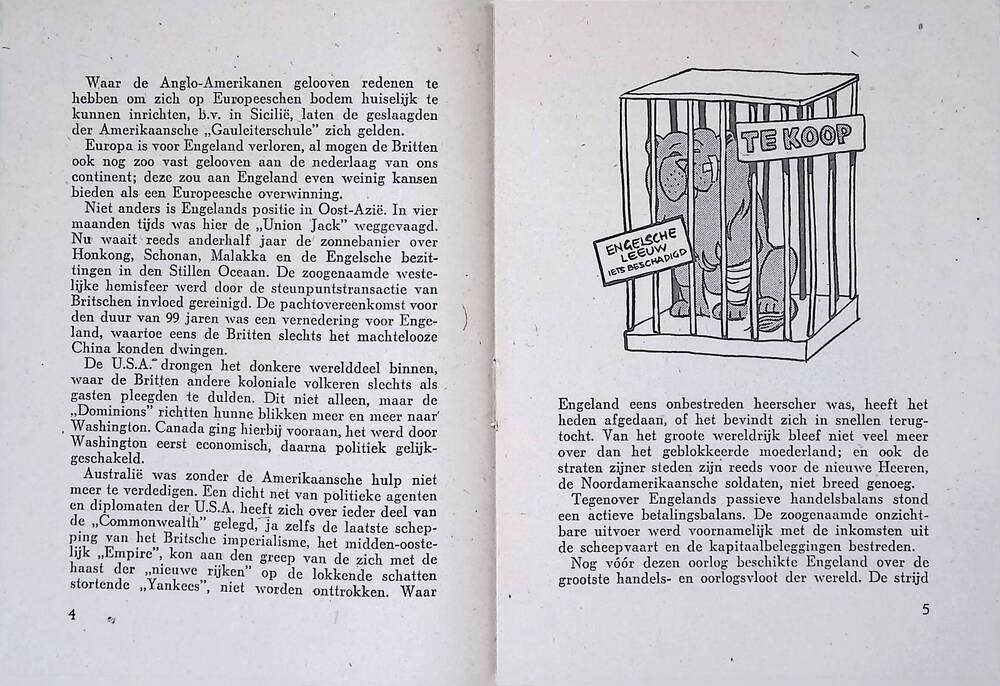 Waar de Anglo-Amerikanen gelooven redenen te
hebben om zich op Europeeschen bodem huiselijk te
kunnen inrichten, b.v. in Sicilië, laten de geslaagden
der Amerikaansche „Gauleiterschule” zich gelden.
Europa is voor Engeland verloren, al mogen de Britten
ook nog zoo vast gelooven aan de nederlaag van ons
continent; deze zou aan Engeland even weinig kansen
bieden als een Europeesche overwinning.
Niet anders is Engelands positie in Oost-Azië. In vier
maanden tijds was hier de „Union Jack” weggevaagd.
Nu waait reeds anderhalf jaar de zonnebanier over
Honkong, Schonan, Malakka en de Engelsche bezit-
tingen in den Stillen Oceaan. De zoogenaamde weste-
lijke hemisfeer werd door de steunpuntstransactie van
Britschen invloed gereinigd. De pachtovereenkomst voor
den duur van 99 jaren was een vernedering voor Enge-
land, waartoe eens de Britten slechts het machtelooze
China konden dwingen.
De U.S.A. drongen het donkere werelddeel binnen,
waar de Britten andere koloniale volkeren slechts als
gasten pleegden te dulden. Dit niet alleen, maar de
„Dominions” richtten hunne blikken meer en meer naar
Washington. Canada ging hierbij vooraan, het werd door
Washington eerst economisch, daarna politiek gelijk-
geschakeld.
Australië was zonder de Amerikaansche hulp niet
meer te verdedigen. Een dicht net van politieke agenten
en diplomaten der U.S.A. heeft zich over ieder deel van
de „Commonwealth” gelegd, ja zelfs de laatste schep-
ping van het Britsche imperialisme, het midden-ooste-
lijk „Empire”, kon aan den greep van de zich met de
haast der „nieuwe rijken” op de lokkende schatten
stortende „Yankees”, niet worden onttrokken. Waar
4
TE KOOP
ENGELSCHE
LEEUW
IETS BESCHADIGD
Engeland eens onbestreden heerscher was, heeft het
heden afgedaan, of het bevindt zich in snellen terug-
tocht. Van het groote wereldrijk bleef niet veel meer
over dan het geblokkeerde moederland; en ook de
straten zijner steden zijn reeds voor de nieuwe Heeren,
de Noordamerikaansche soldaten, niet breed genoeg.
Tegenover Engelands passieve handelsbalans stond
een actieve betalingsbalans. De zoogenaamde onzicht-
bare uitvoer werd voornamelijk met de inkomsten uit
de scheepvaart en de kapitaalbeleggingen bestreden.
Nog vóór dezen oorlog beschikte Engeland over de
grootste handels- en oorlogsvloot der wereld. De strijd
5